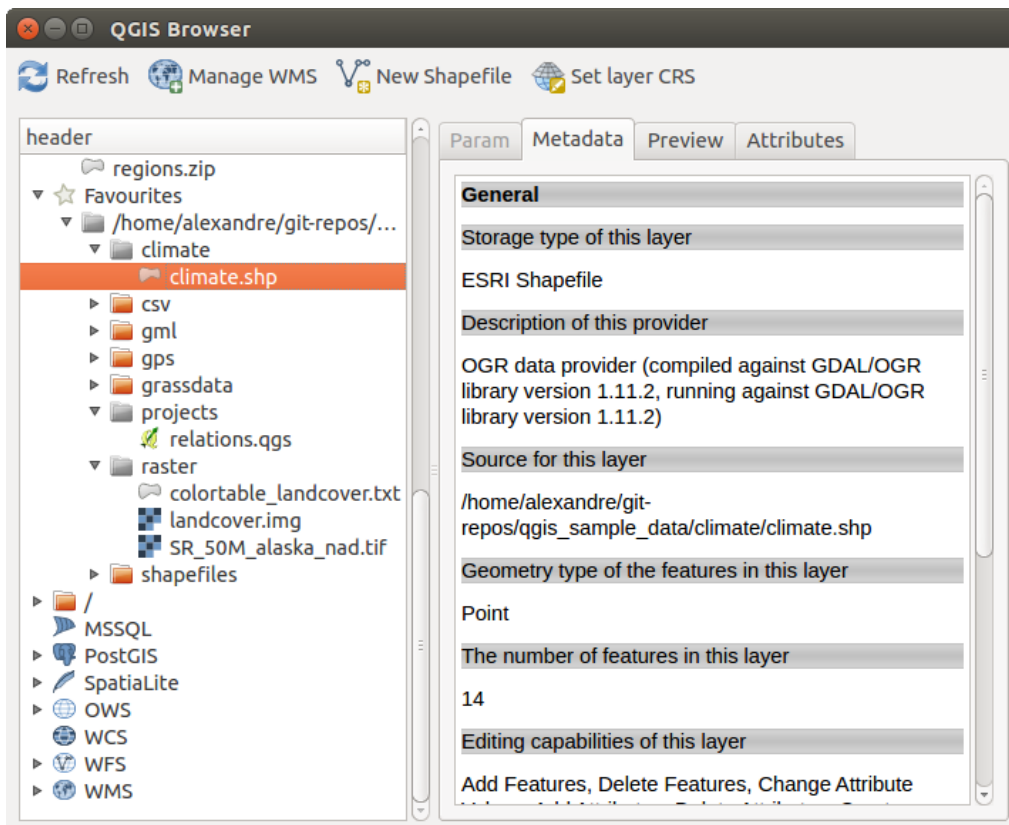 QGIS Browser
Refresh Manage WMS New Shapefile Set layer CRS
header
regions.zip
Favourites
/home/alexandre/git-repos/...
climate
climate.shp
csv
gml
gps
grassdata
projects
relations.qgs
raster
colortable_landcover.txt
landcover.img
SR_50M_alaska_nad.tif
shapefiles
/
MSSQL
PostGIS
SpatiaLite
OWS
WCS
WFS
WMS
Param Metadata Preview Attributes
General
Storage type of this layer
ESRI Shapefile
Description of this provider
OGR data provider (compiled against GDAL/OGR
library version 1.11.2, running against GDAL/OGR
library version 1.11.2)
Source for this layer
/home/alexandre/git-
repos/qgis_sample_data/climate/climate.shp
Geometry type of the features in this layer
Point
The number of features in this layer
14
Editing capabilities of this layer
Add Features, Delete Features, Change Attribute